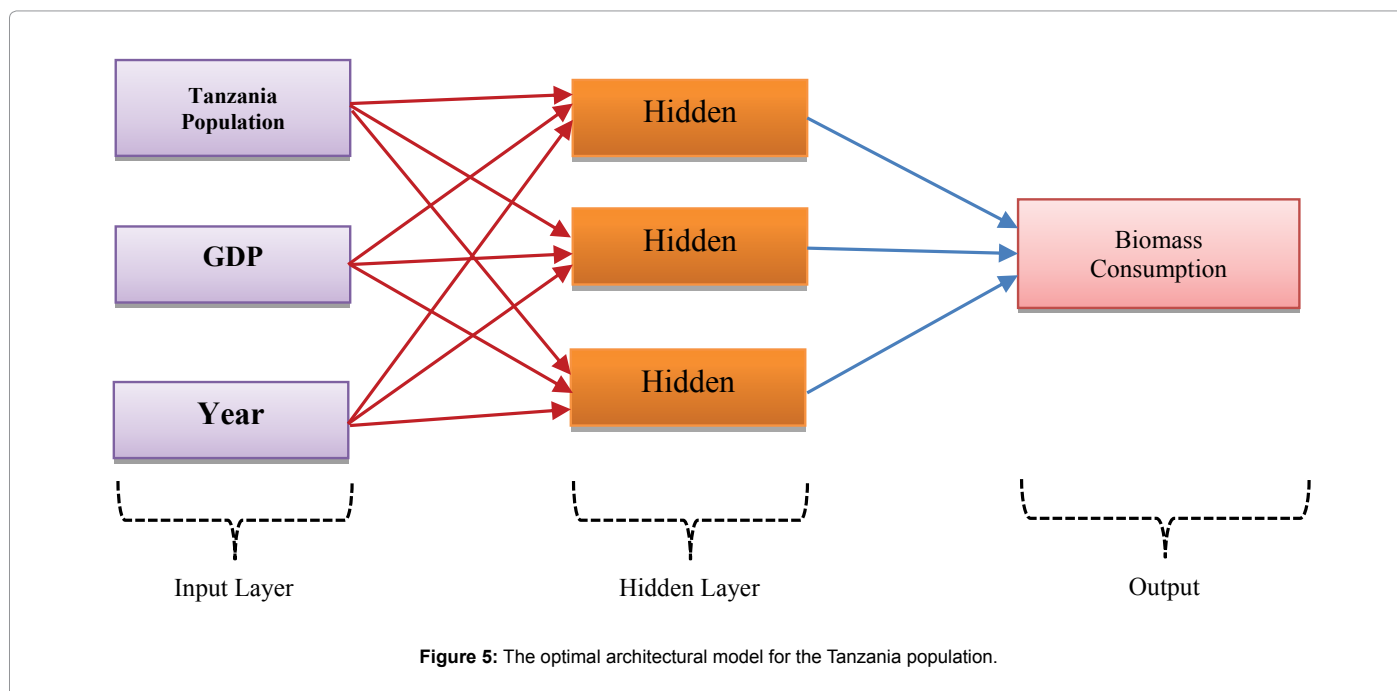 Tanzania
Population
Hidden
GDP
Hidden
Biomass
Consumption
Year
Hidden
Input Layer
Hidden Layer
Output
Figure 5: The optimal architectural model for the Tanzania population.